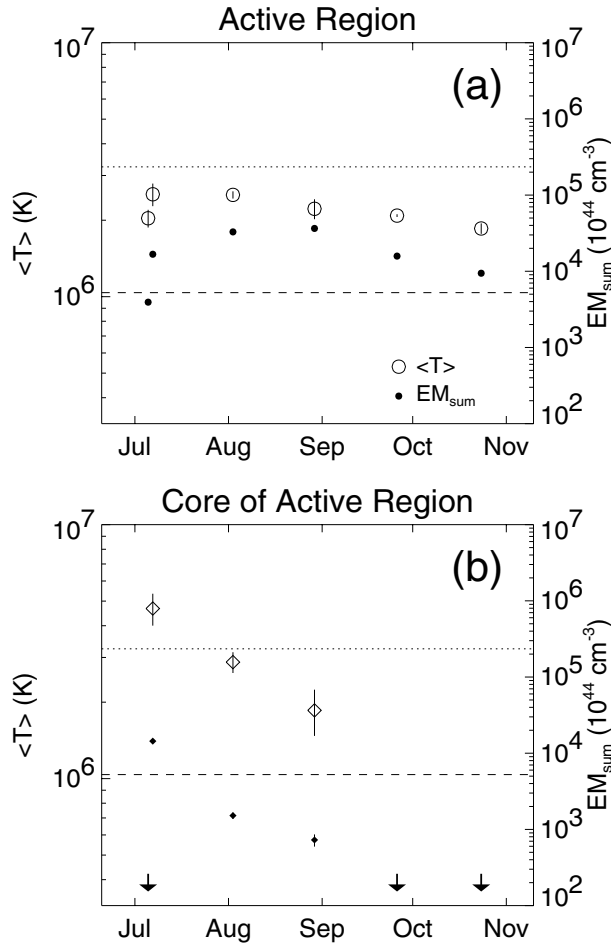 Active Region
(a)
10^7
10^6
<T> (K)
10^7
10^6
10^5
10^4
10^3
10^2
EM_sum (10^44 cm^-3)
<T>
EM_sum
Jul Aug Sep Oct Nov
Core of Active Region
(b)
10^7
10^6
<T> (K)
10^7
10^6
10^5
10^4
10^3
10^2
EM_sum (10^44 cm^-3)
Jul Aug Sep Oct Nov